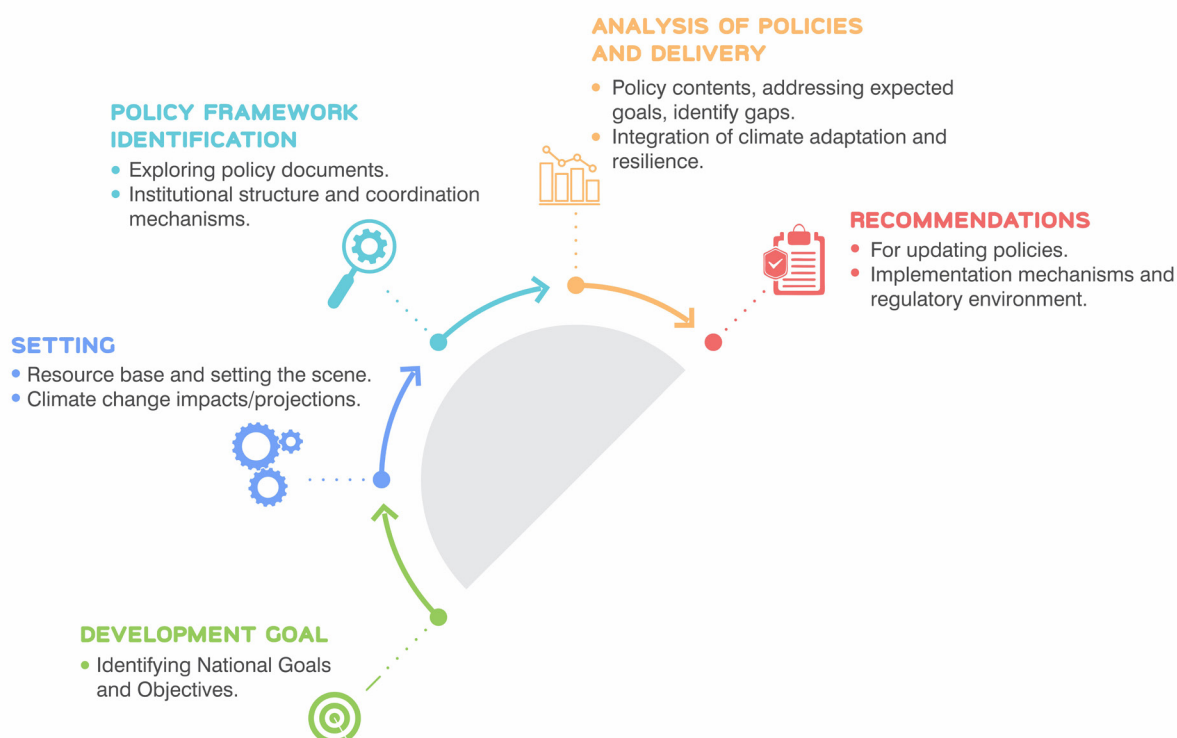 ANALYSIS OF POLICIES
AND DELIVERY
• Policy contents, addressing expected
goals, identify gaps.
• Integration of climate adaptation and
resilience.
POLICY FRAMEWORK
IDENTIFICATION
• Exploring policy documents.
• Institutional structure and coordination
mechanisms.
RECOMMENDATIONS
• For updating policies.
• Implementation mechanisms and
regulatory environment.
SETTING
• Resource base and setting the scene.
• Climate change impacts/projections.
DEVELOPMENT GOAL
• Identifying National Goals
and Objectives.